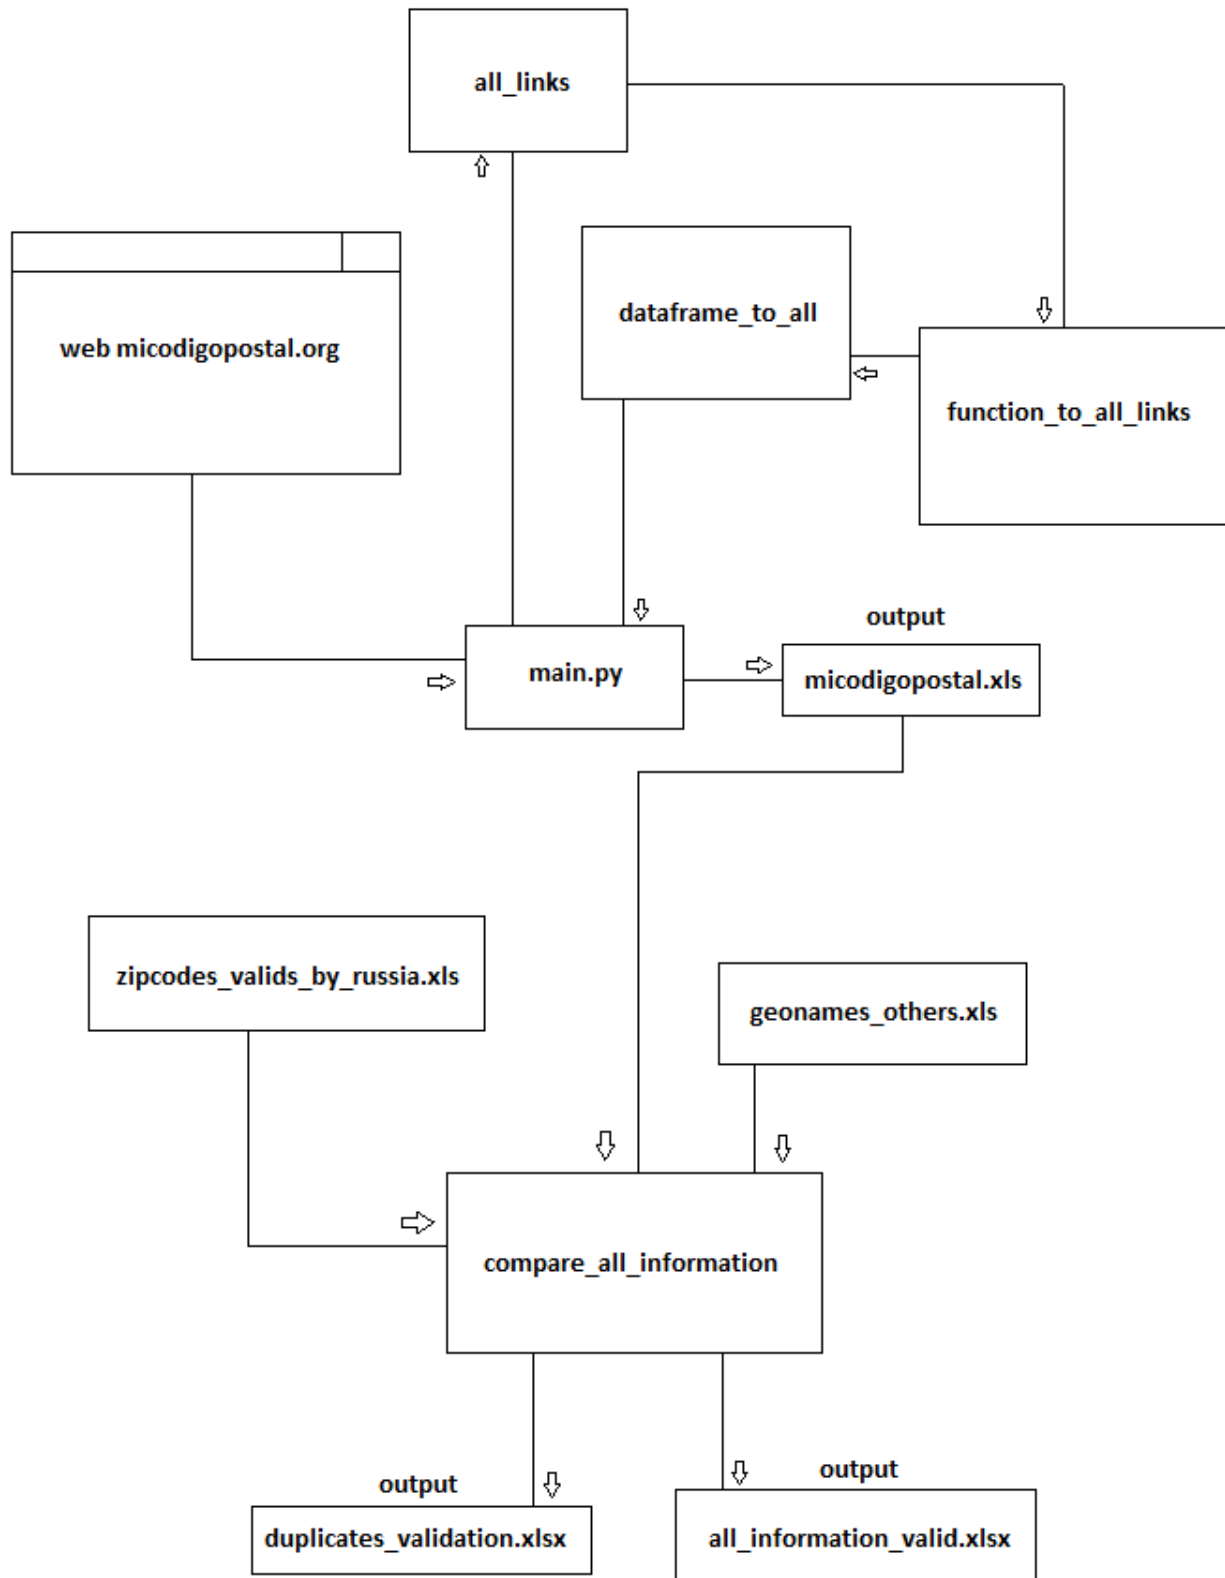 all_links
dataframe_to_all
web micodigopostal.org
function_to_all_links
output
main.py
micodigopostal.xls
zipcodes_valids_by_russia.xls
geonames_others.xls
compare_all_information
output
output
duplicates_validation.xlsx
all_information_valid.xlsx